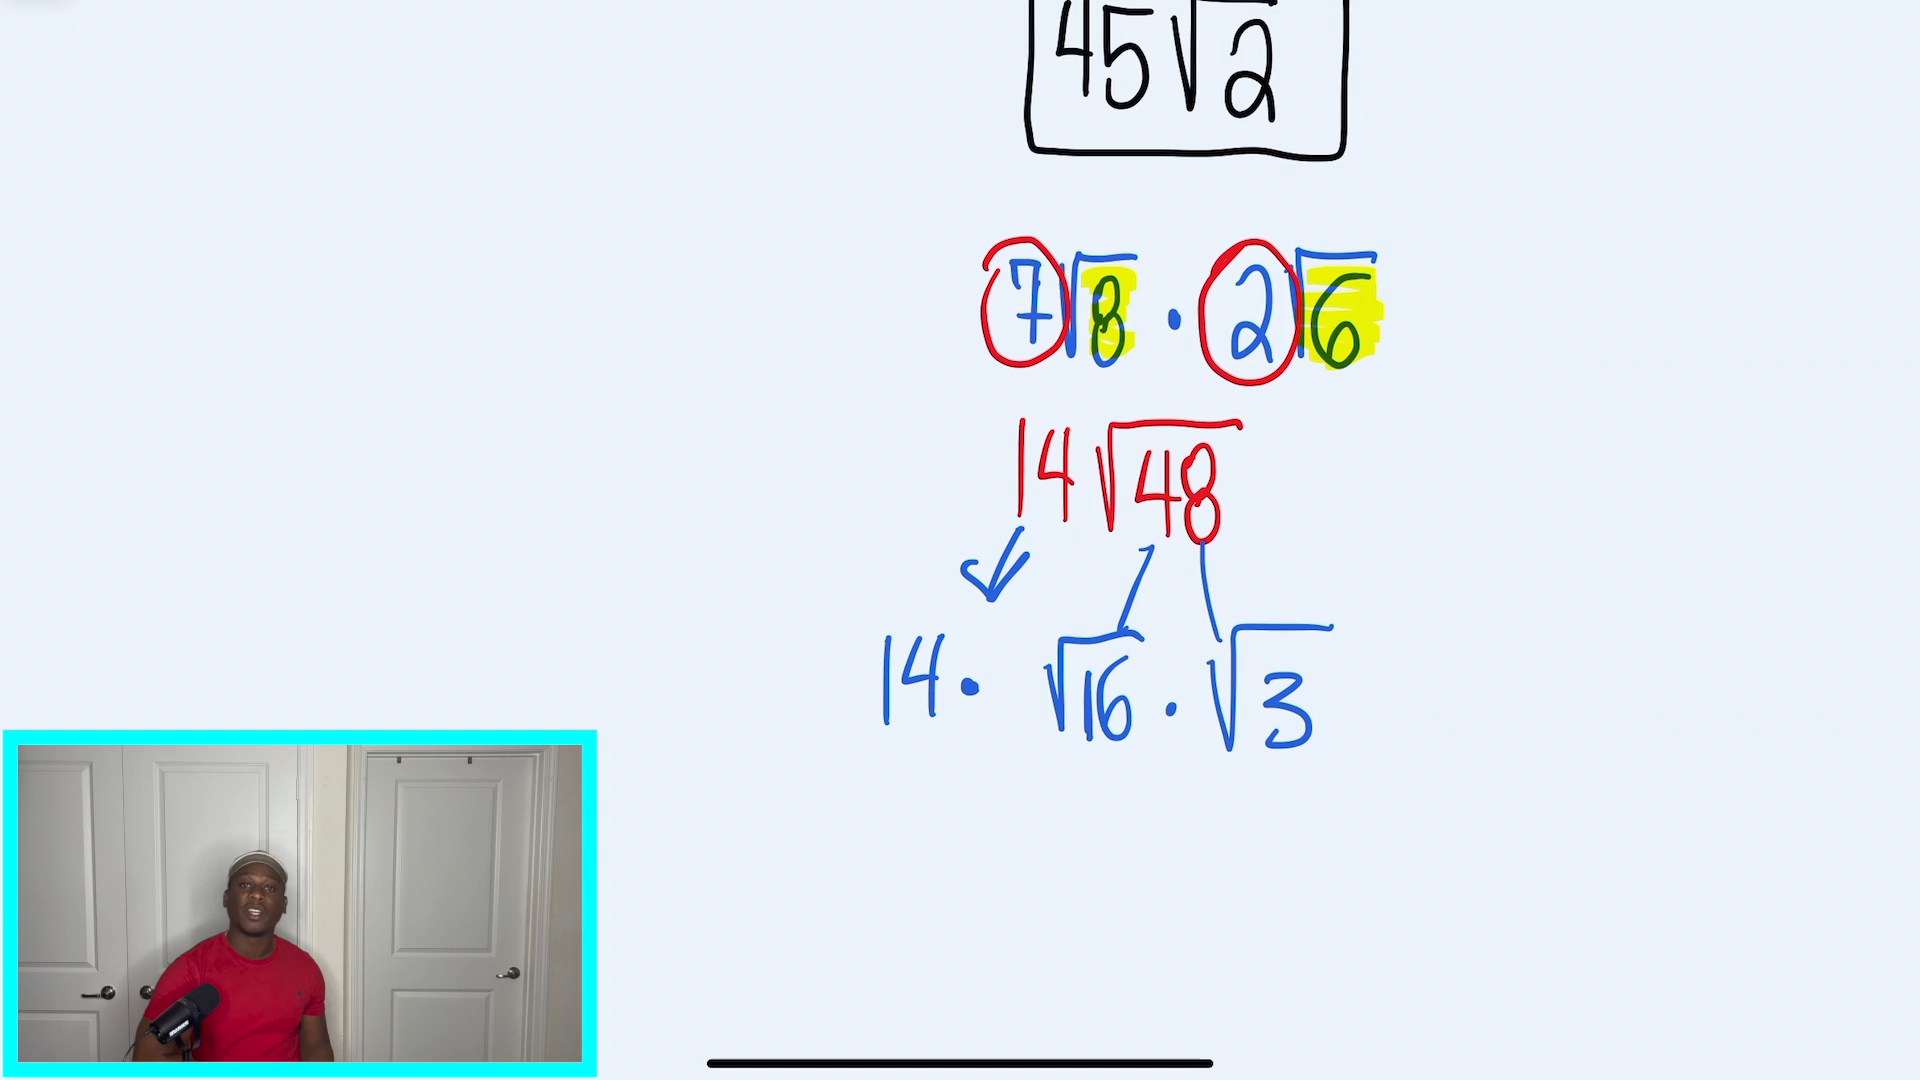 45√2
7√8 · 2√6
14√48
14 · √16 · √3